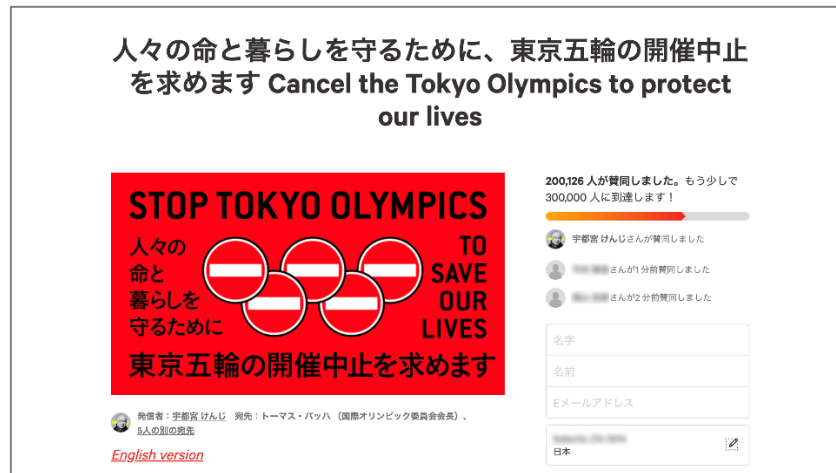 人々の命と暮らしを守るために、東京五輪の開催中止
を求めます Cancel the Tokyo Olympics to protect
our lives
STOP TOKYO OLYMPICS
人々の
命と
暮らしを
守るために
TO
SAVE
OUR
LIVES
東京五輪の開催中止を求めます
発信者：宇都宮 けんじ 宛先：トーマス・バッハ （国際オリンピック委員会会長）、
5人の別の宛先
English version
200,126 人が賛同しました。もう少しで
300,000 人に到達します！
宇都宮 けんじさんが賛同しました
さんが1 分前賛同しました
さんが2 分前賛同しました
名字
名前
Eメールアドレス
日本